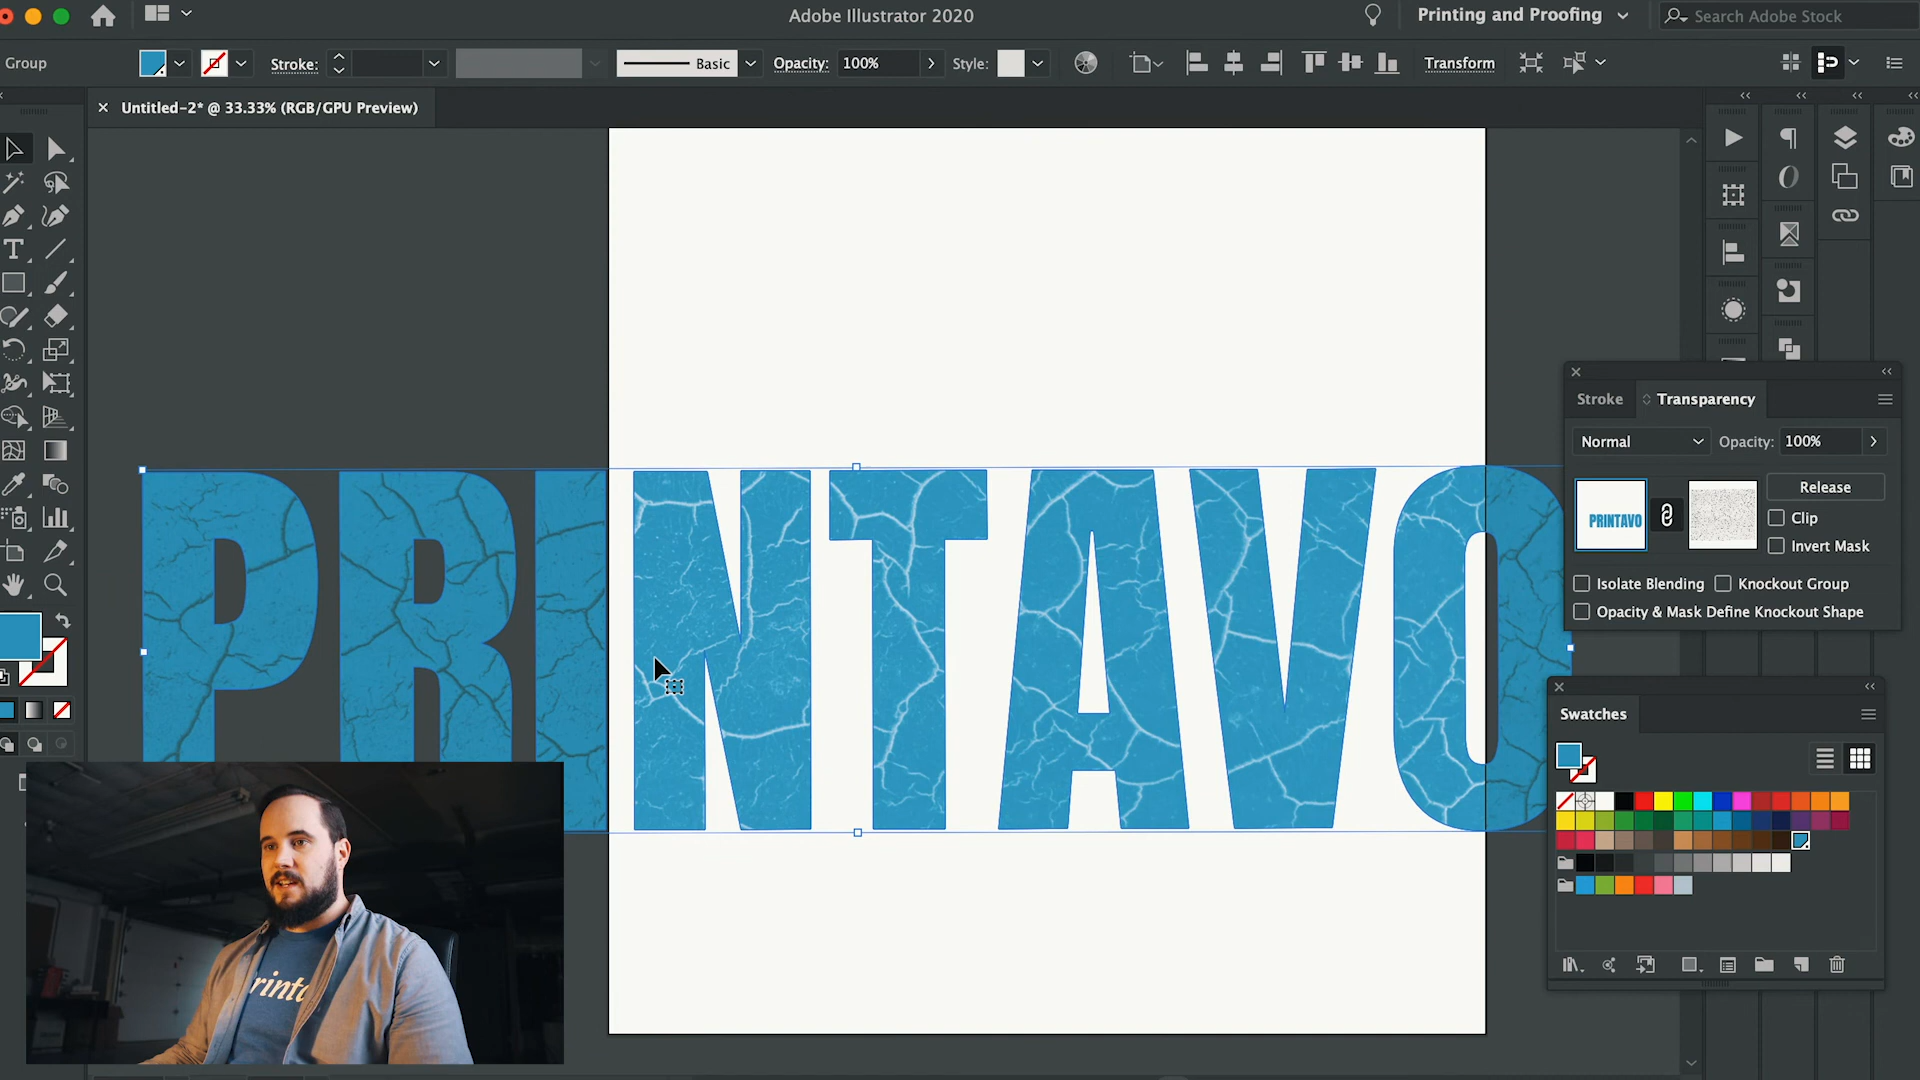 Adobe Illustrator 2020
Printing and Proofing
Search Adobe Stock
Group
Stroke:
Basic
Opacity: 100%
Style:
Transform
Untitled-2* @ 33.33% (RGB/GPU Preview)
PRINTAVO
Stroke
Transparency
Normal
Opacity: 100%
PRINTAVO
Release
Clip
Invert Mask
Isolate Blending
Knockout Group
Opacity & Mask Define Knockout Shape
Swatches